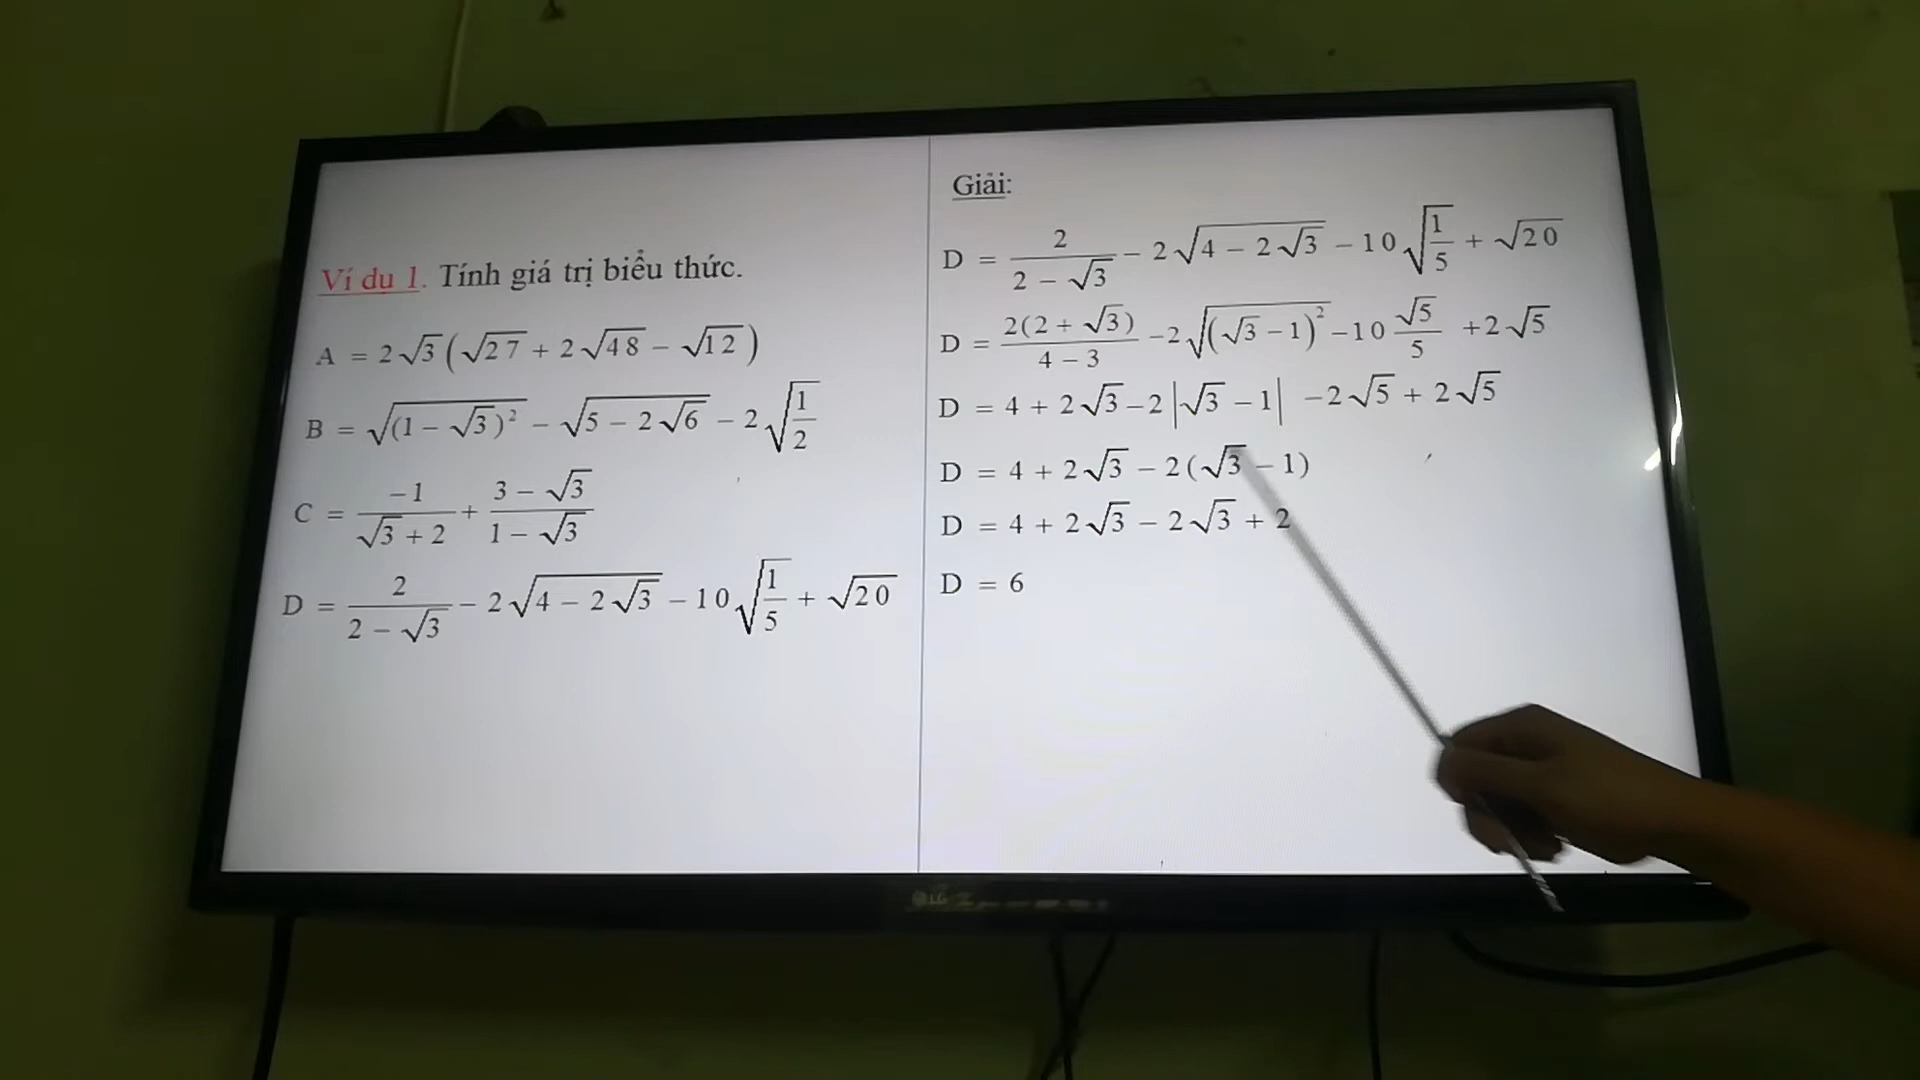 Ví dụ 1. Tính giá trị biểu thức.
A = 2√3(√27 + 2√48 − √12)
B = √((1 − √3)²) − √(5 − 2√6) − 2√(1/2)
C = −1/(√3 + 2) + (3 − √3)/(1 − √3)
D = 2/(2 − √3) − 2√(4 − 2√3) − 10√(1/5) + √20
Giải:
D = 2/(2 − √3) − 2√(4 − 2√3) − 10√(1/5) + √20
D = 2(2 + √3)/(4 − 3) − 2√((√3 − 1)²) − 10 √5/5 + 2√5
D = 4 + 2√3 − 2|√3 − 1| − 2√5 + 2√5
D = 4 + 2√3 − 2(√3 − 1)
D = 4 + 2√3 − 2√3 + 2
D = 6